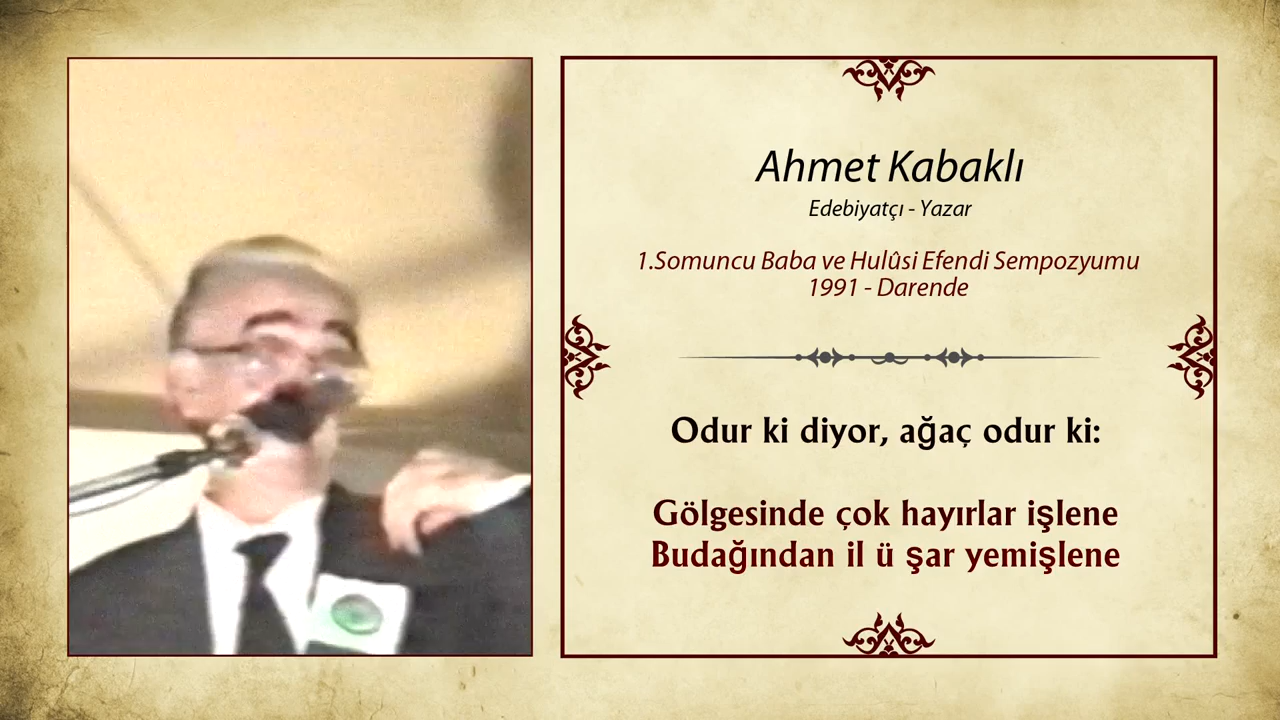 Ahmet Kabaklı
Edebiyatçı - Yazar
1.Somuncu Baba ve Hulûsi Efendi Sempozyumu
1991 - Darende
Odur ki diyor, ağaç odur ki:
Gölgesinde çok hayırlar işlene
Budağından il ü şar yemişlene